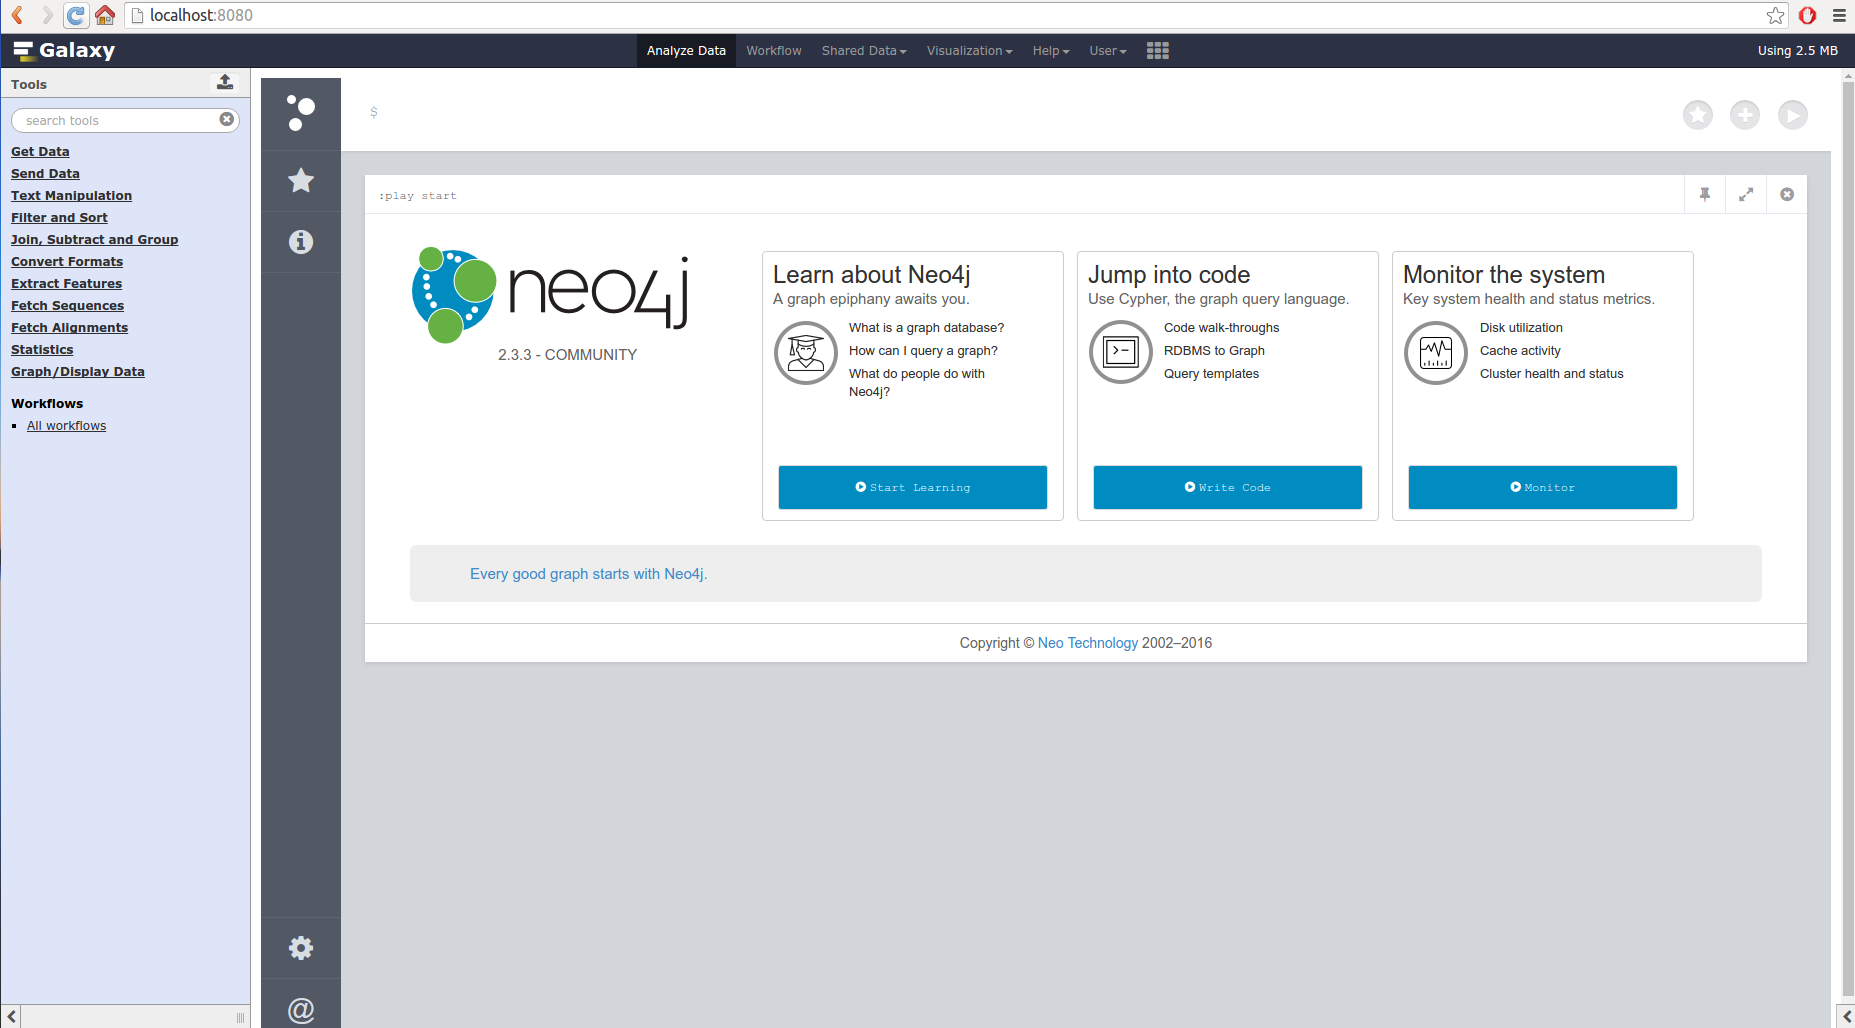 localhost:8080
Galaxy
Analyze Data
Workflow
Shared Data
Visualization
Help
User
Using 2.5 MB
Tools
search tools
Get Data
Send Data
Text Manipulation
Filter and Sort
Join, Subtract and Group
Convert Formats
Extract Features
Fetch Sequences
Fetch Alignments
Statistics
Graph/Display Data
Workflows
All workflows
@
$
:play start
neo4j
2.3.3 - COMMUNITY
Learn about Neo4j
A graph epiphany awaits you.
What is a graph database?
How can I query a graph?
What do people do with
Neo4j?
Start Learning
Jump into code
Use Cypher, the graph query language.
Code walk-throughs
RDBMS to Graph
Query templates
Write Code
Monitor the system
Key system health and status metrics.
Disk utilization
Cache activity
Cluster health and status
Monitor
Every good graph starts with Neo4j.
Copyright © Neo Technology 2002–2016